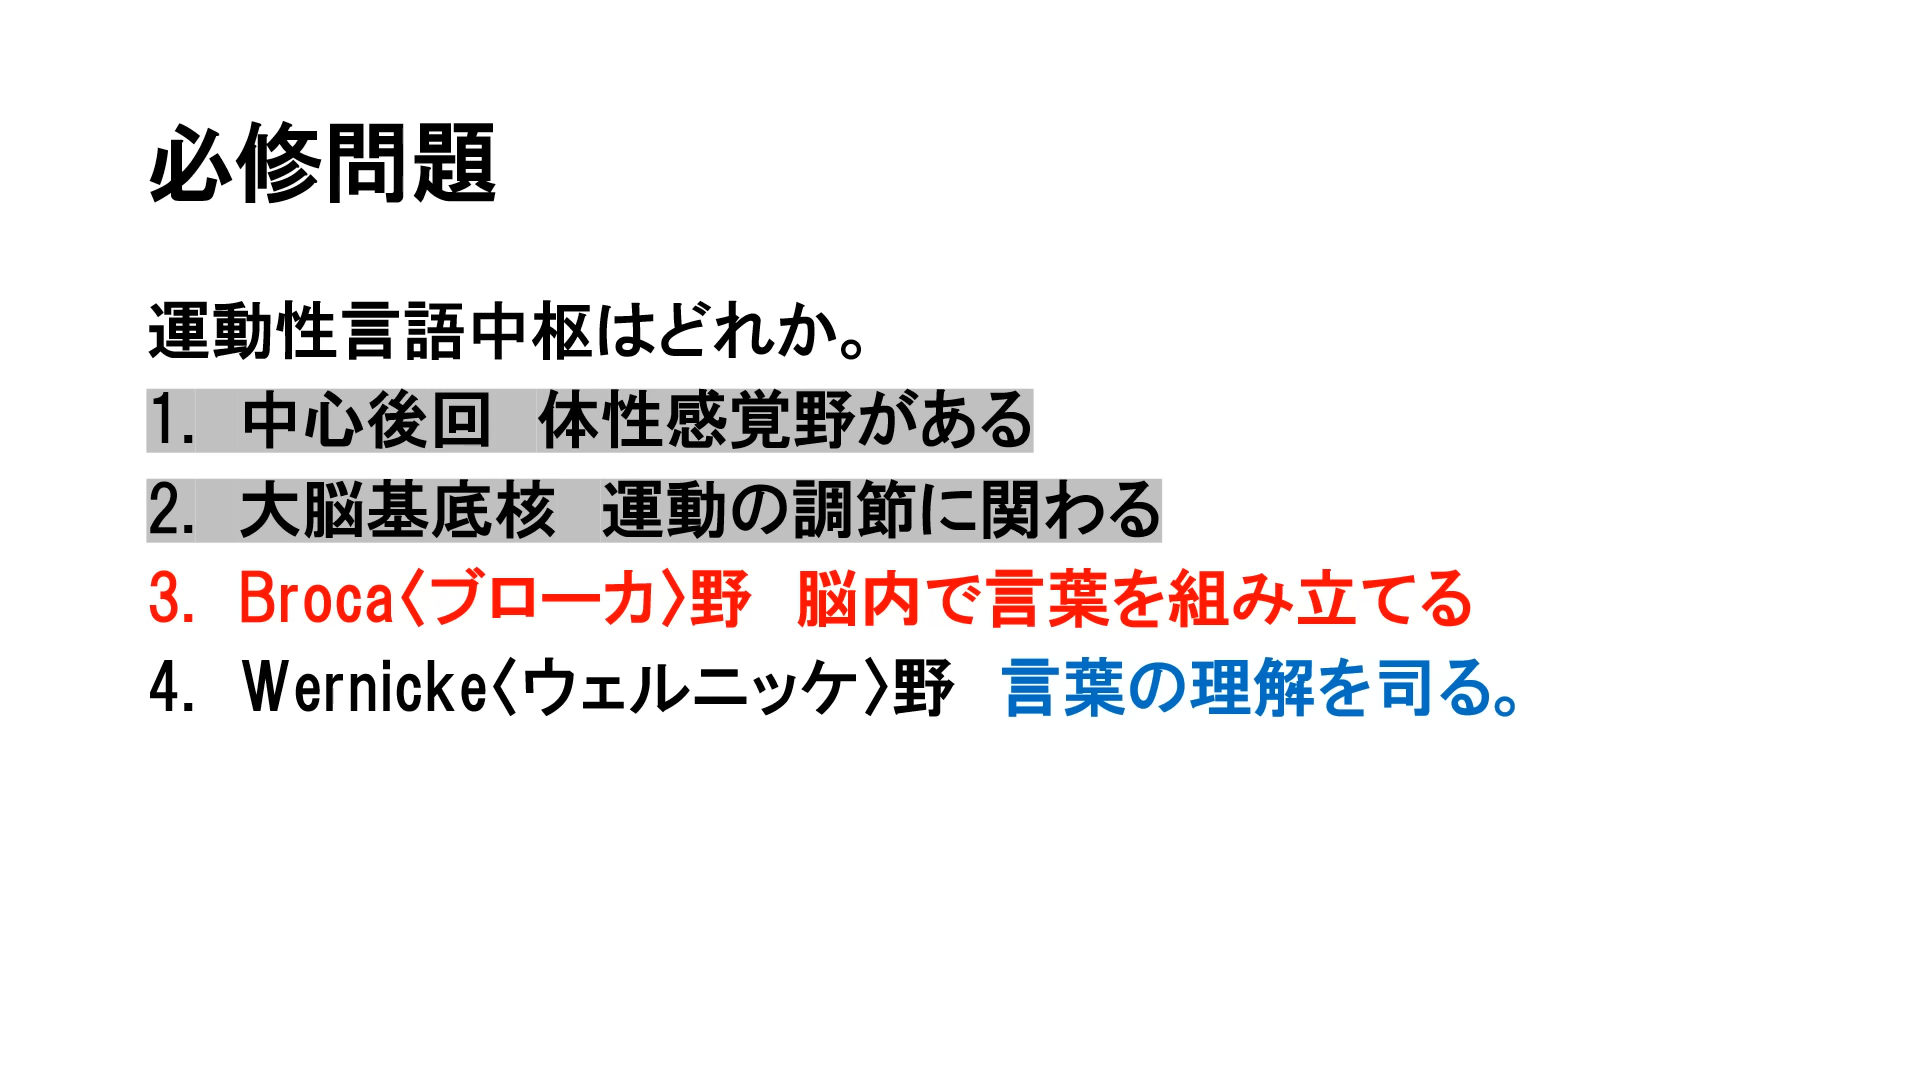 必修問題
運動性言語中枢はどれか。
1.　中心後回　体性感覚野がある
2.　大脳基底核　運動の調節に関わる
3.　Broca〈ブローカ〉野　脳内で言葉を組み立てる
4.　Wernicke〈ウェルニッケ〉野　言葉の理解を司る。